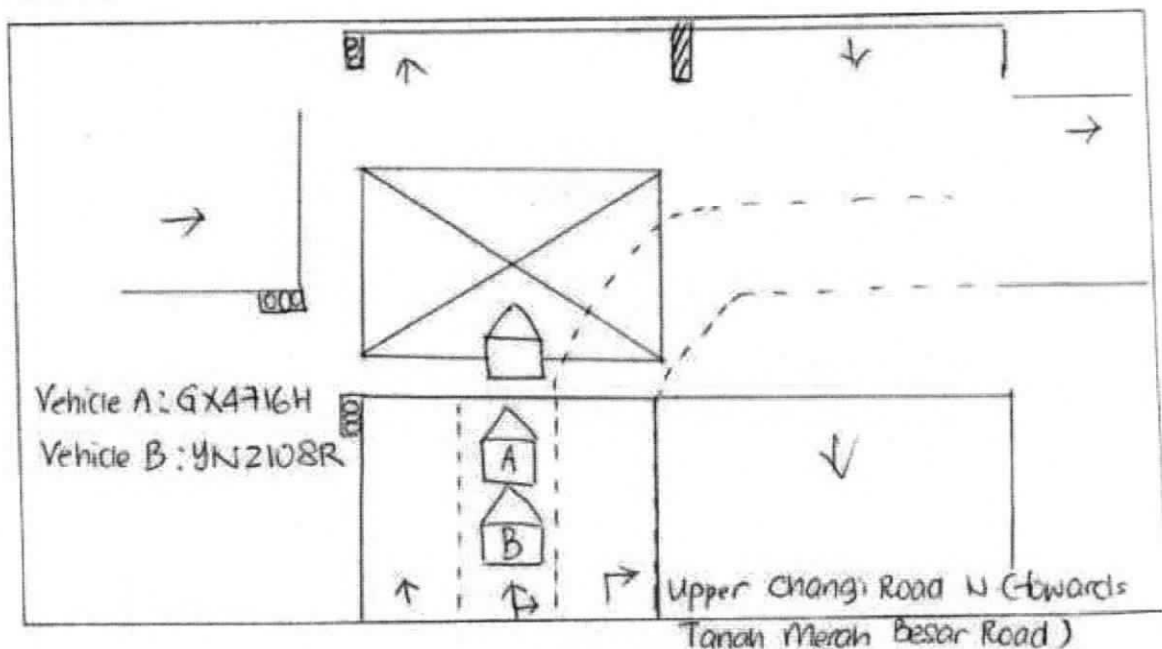 Vehicle A: GX4716H
Vehicle B: YN2108R
A
B
Upper Changi Road N (towards
Tanah Merah Besar Road)